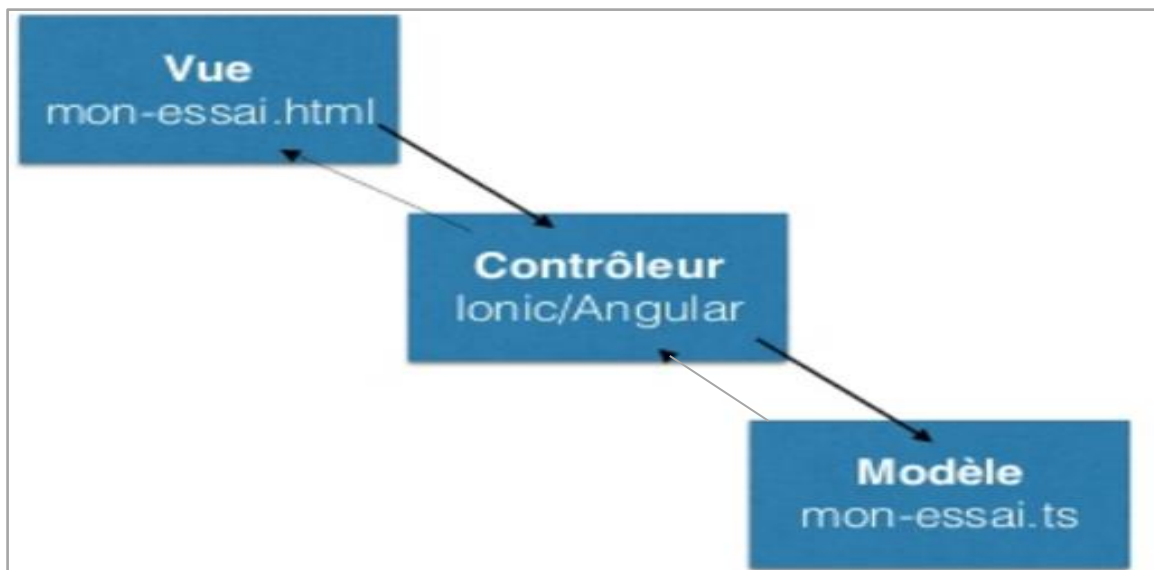 Vue
mon-essai.html
Contrôleur
Ionic/Angular
Modèle
mon-essai.ts